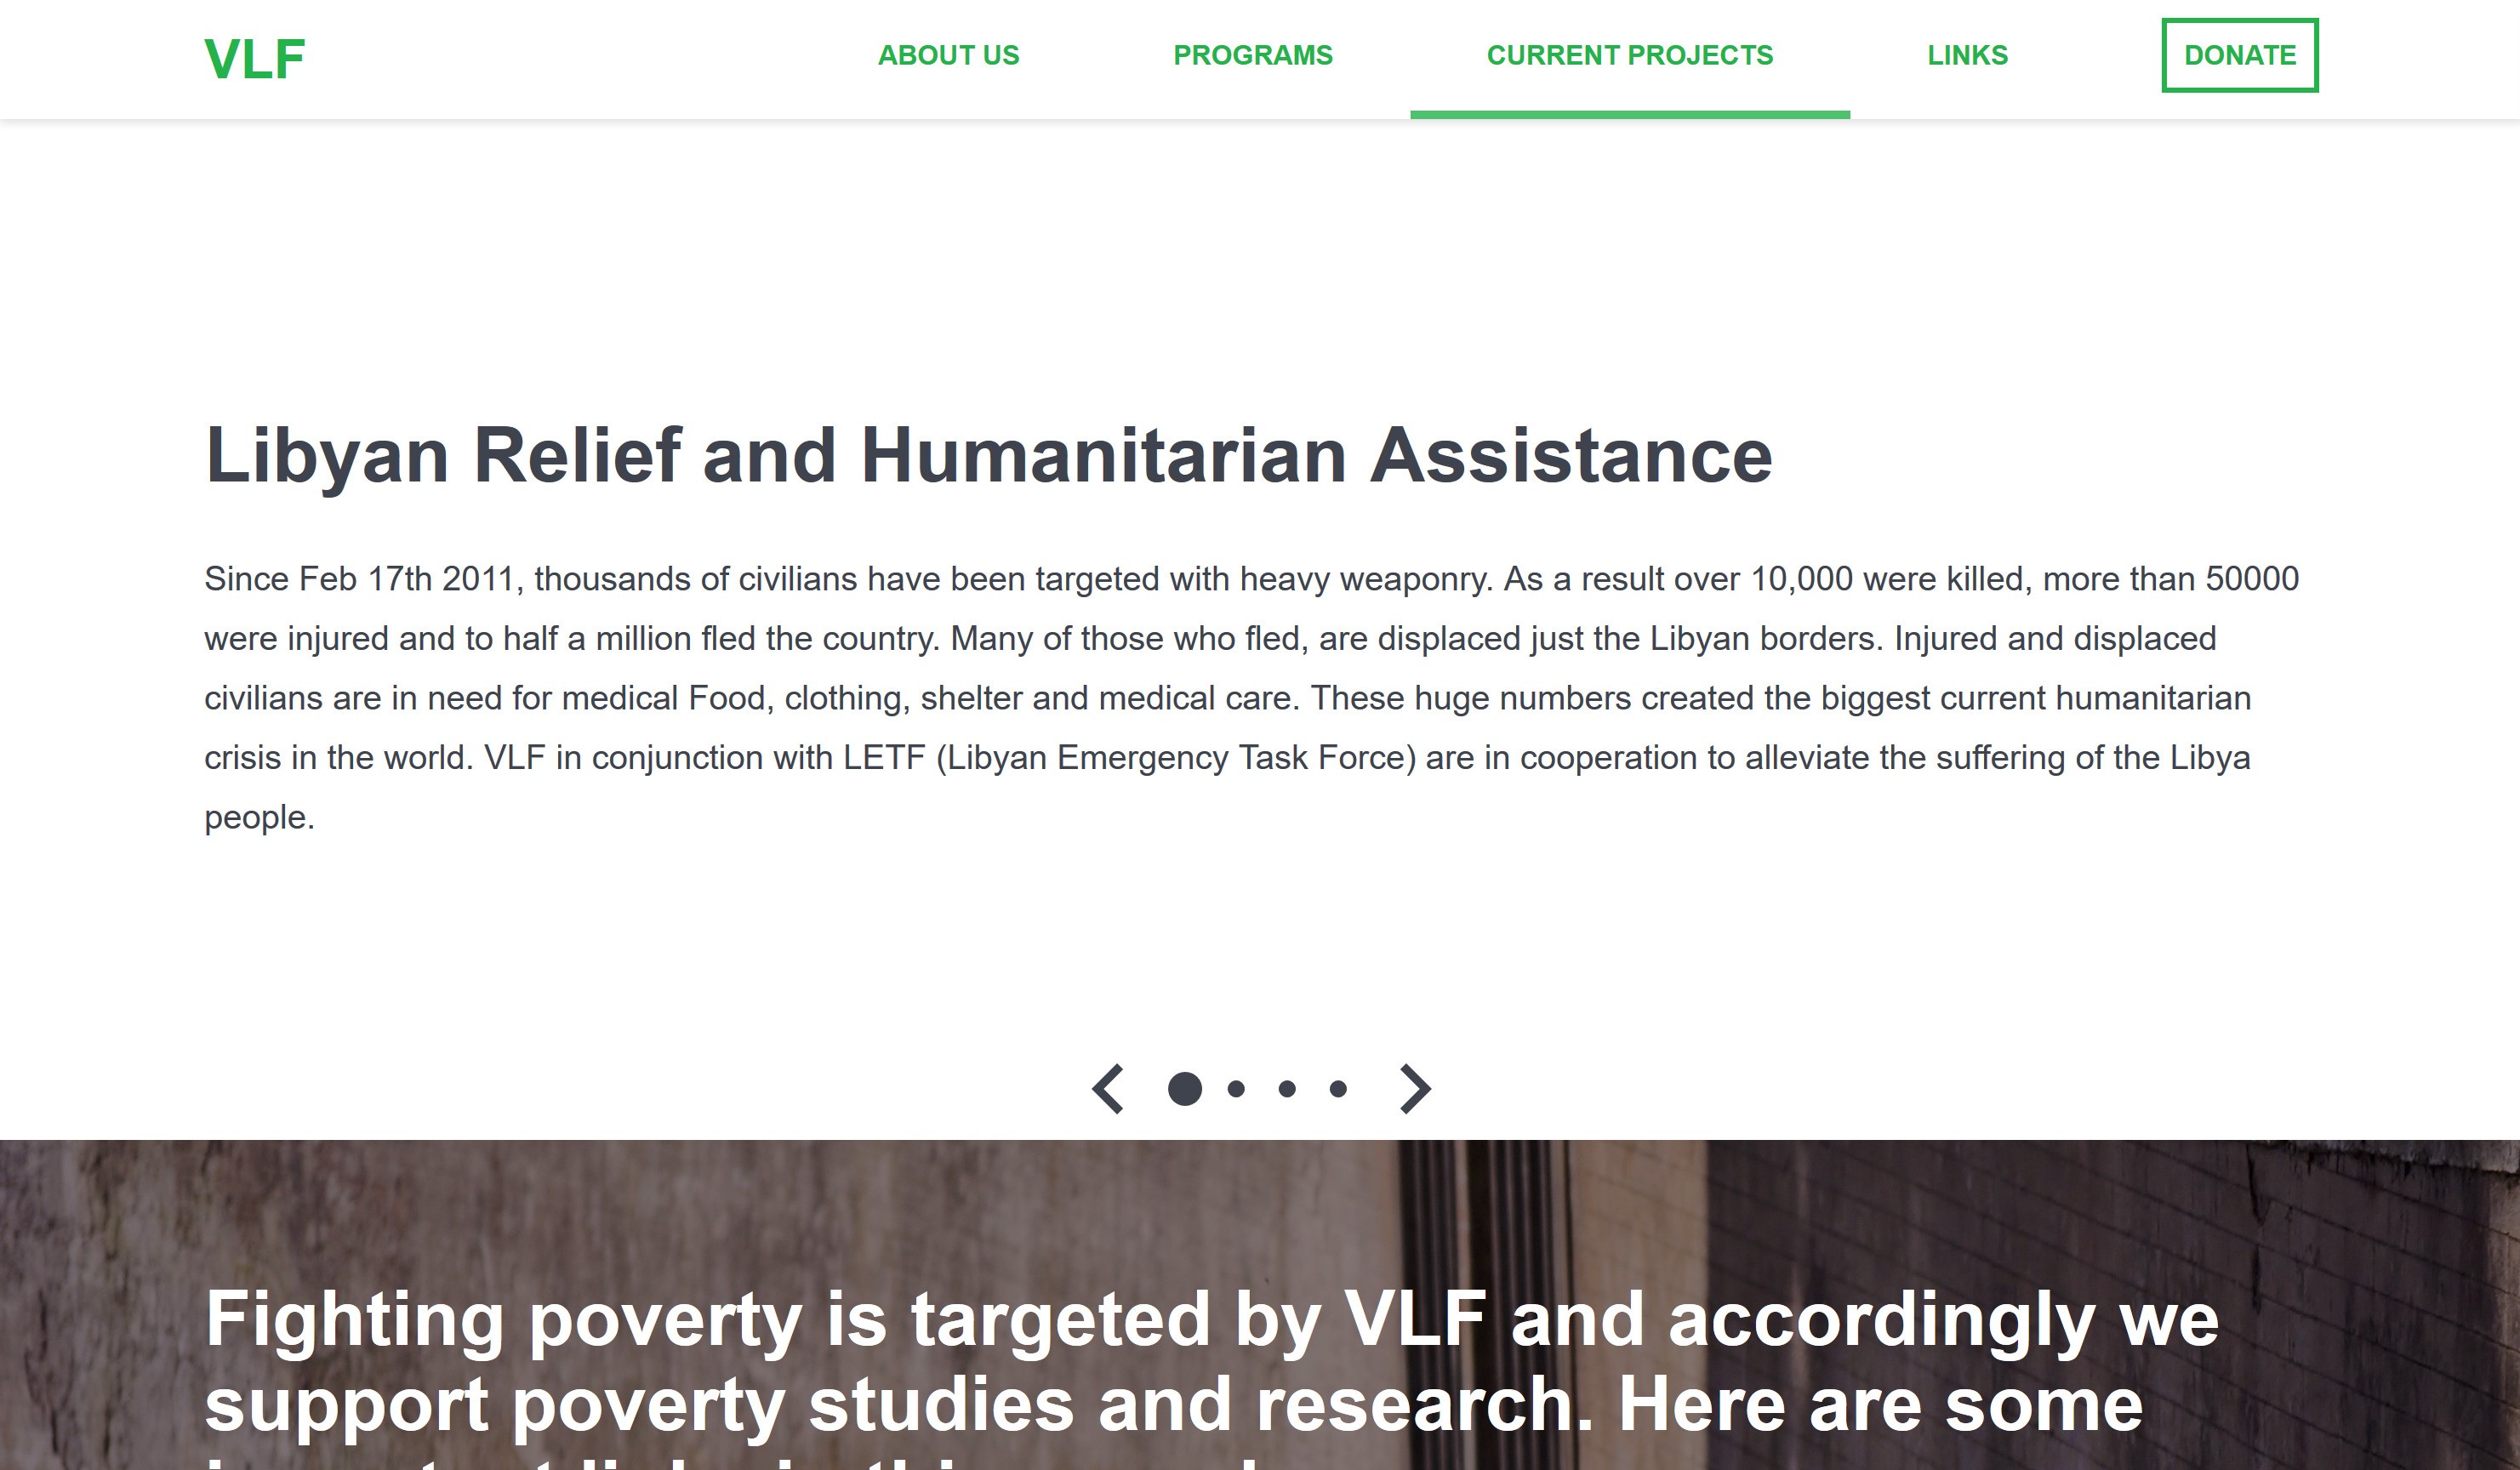 VLF
ABOUT US
PROGRAMS
CURRENT PROJECTS
LINKS
DONATE
Libyan Relief and Humanitarian Assistance
Since Feb 17th 2011, thousands of civilians have been targeted with heavy weaponry. As a result over 10,000 were killed, more than 50000
were injured and to half a million fled the country. Many of those who fled, are displaced just the Libyan borders. Injured and displaced
civilians are in need for medical Food, clothing, shelter and medical care. These huge numbers created the biggest current humanitarian
crisis in the world. VLF in conjunction with LETF (Libyan Emergency Task Force) are in cooperation to alleviate the suffering of the Libya
people.
Fighting poverty is targeted by VLF and accordingly we
support poverty studies and research. Here are some